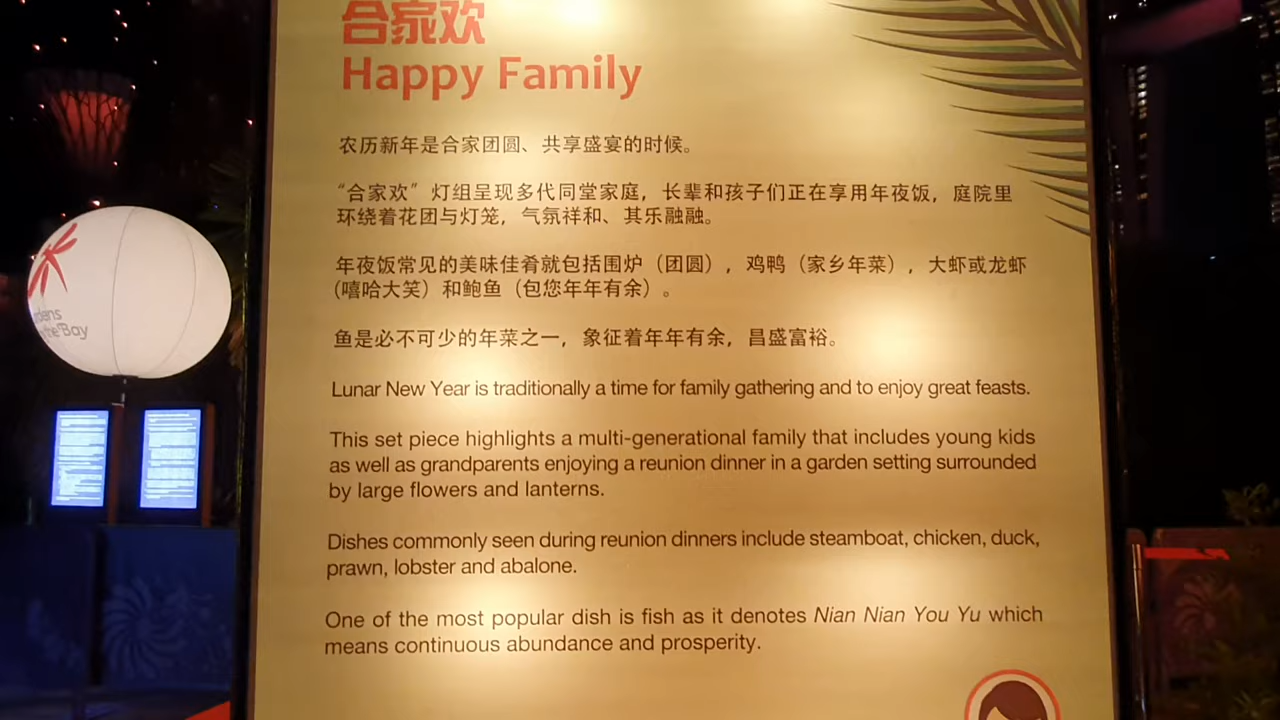 合家欢
Happy Family
农历新年是合家团圆、共享盛宴的时候。
“合家欢”灯组呈现多代同堂家庭，长辈和孩子们正在享用年夜饭，庭院里
环绕着花团与灯笼，气氛祥和、其乐融融。
年夜饭常见的美味佳肴就包括围炉（团圆），鸡鸭（家乡年菜），大虾或龙虾
（嘻哈大笑）和鲍鱼（包您年年有余）。
鱼是必不可少的年菜之一，象征着年年有余，昌盛富裕。
Lunar New Year is traditionally a time for family gathering and to enjoy great feasts.
This set piece highlights a multi-generational family that includes young kids
as well as grandparents enjoying a reunion dinner in a garden setting surrounded
by large flowers and lanterns.
Dishes commonly seen during reunion dinners include steamboat, chicken, duck,
prawn, lobster and abalone.
One of the most popular dish is fish as it denotes Nian Nian You Yu which
means continuous abundance and prosperity.
Bay